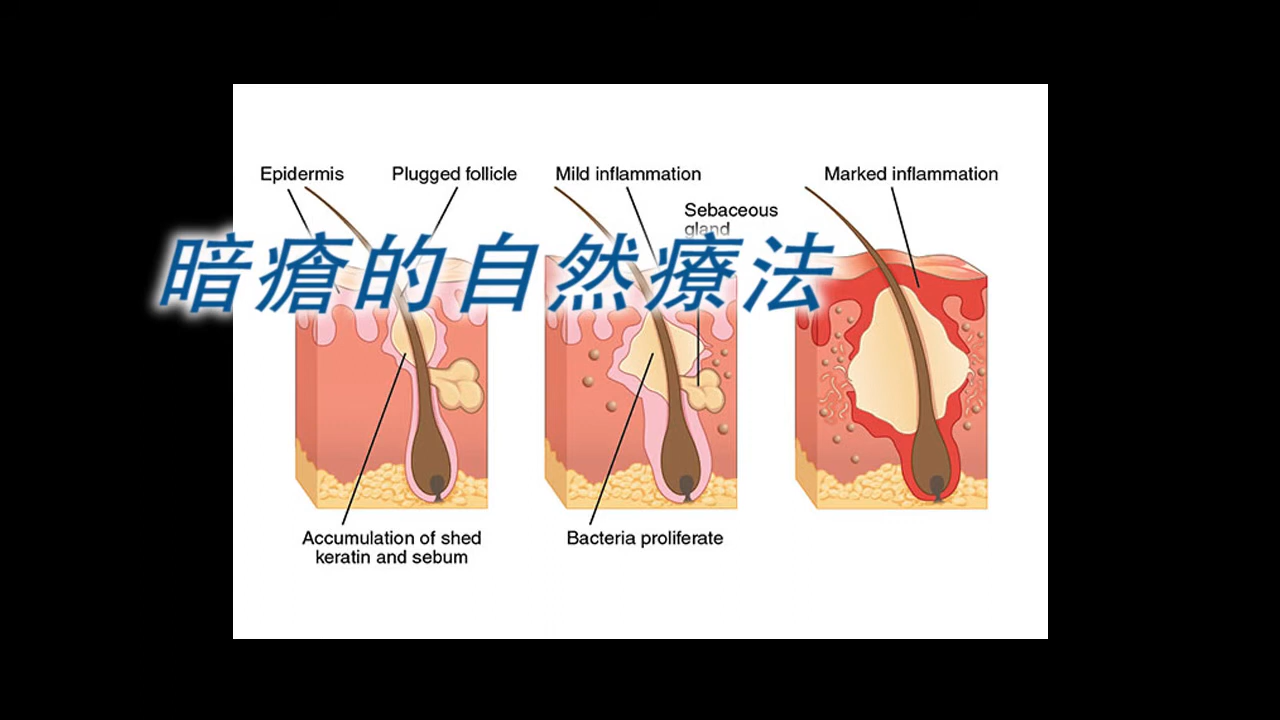 Epidermis
Plugged follicle
Mild inflammation
Marked inflammation
Sebaceous
gland
暗瘡的自然療法
Accumulation of shed
keratin and sebum
Bacteria proliferate